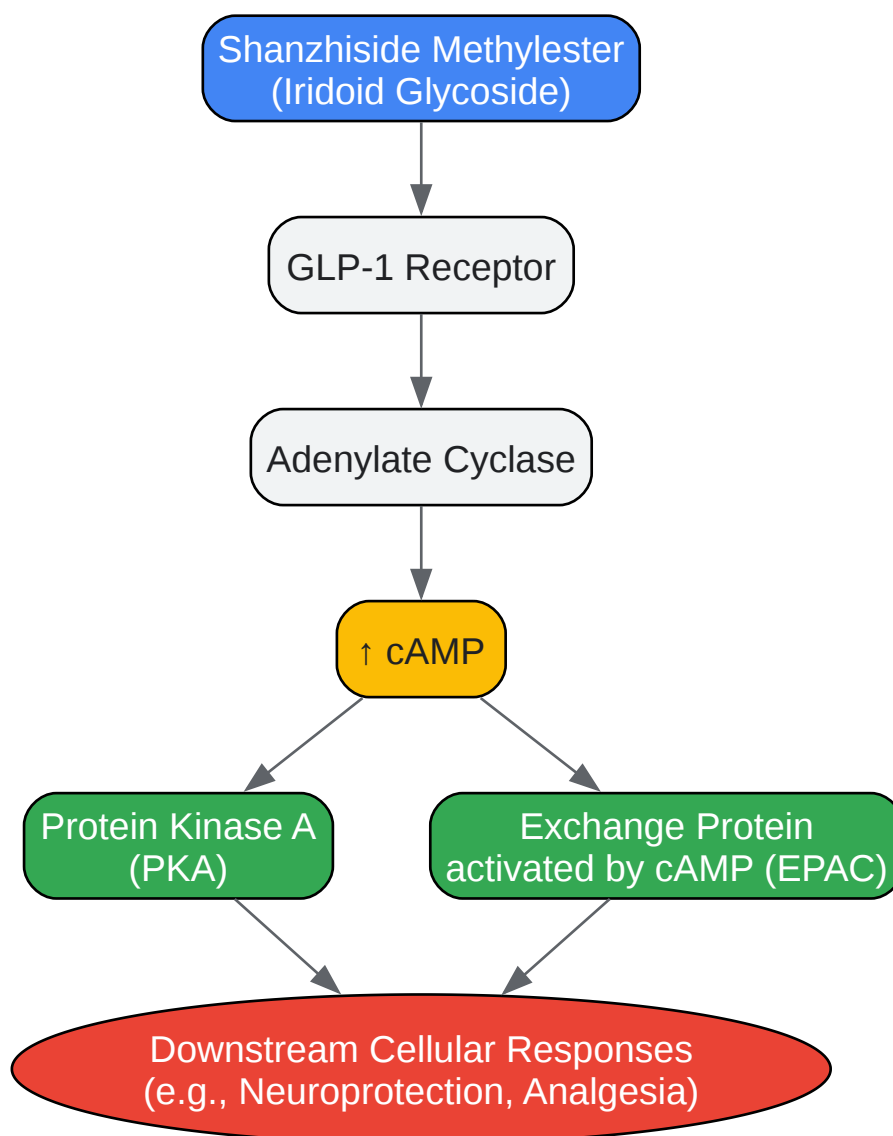 Shanzhiside Methylester
(Iridoid Glycoside)
GLP-1 Receptor
Adenylate Cyclase
↑ cAMP
Protein Kinase A
(PKA)
Exchange Protein
activated by cAMP (EPAC)
Downstream Cellular Responses
(e.g., Neuroprotection, Analgesia)